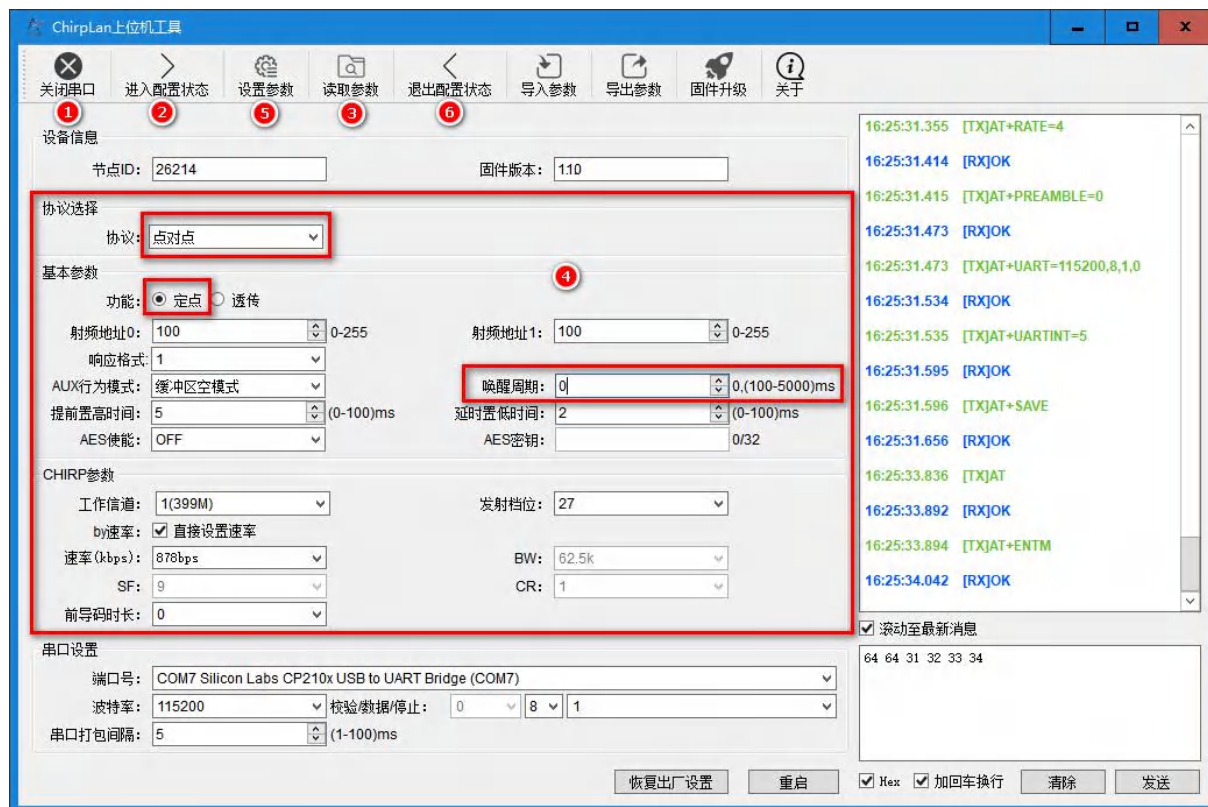 ChirpLan上位机工具
关闭串口 进入配置状态 设置参数 读取参数 退出配置状态 导入参数 导出参数 固件升级 关于
1 2 5 3 6
设备信息
节点ID: 26214 固件版本: 1.10
协议选择
协议: 点对点
基本参数
4
功能: 定点 透传
射频地址0: 100 0-255 射频地址1: 100 0-255
响应格式: 1
AUX行为模式: 缓冲区空模式 唤醒周期: 0 0,(100-5000)ms
提前置高时间: 5 (0-100)ms 延时置低时间: 2 (0-100)ms
AES使能: OFF AES密钥: 0/32
CHIRP参数
工作信道: 1(399M) 发射档位: 27
by速率: 直接设置速率
速率(kbps): 878bps BW: 62.5k
SF: 9 CR: 1
前导码时长: 0
串口设置
端口号: COM7 Silicon Labs CP210x USB to UART Bridge (COM7)
波特率: 115200 校验/数据/停止: 0 8 1
串口打包间隔: 5 (1-100)ms
恢复出厂设置 重启
16:25:31.355 [TX]AT+RATE=4
16:25:31.414 [RX]OK
16:25:31.415 [TX]AT+PREAMBLE=0
16:25:31.473 [RX]OK
16:25:31.473 [TX]AT+UART=115200,8,1,0
16:25:31.534 [RX]OK
16:25:31.535 [TX]AT+UARTINT=5
16:25:31.595 [RX]OK
16:25:31.596 [TX]AT+SAVE
16:25:31.656 [RX]OK
16:25:33.836 [TX]AT
16:25:33.892 [RX]OK
16:25:33.894 [TX]AT+ENTM
16:25:34.042 [RX]OK
滚动至最新消息
64 64 31 32 33 34
Hex 加回车换行 清除 发送